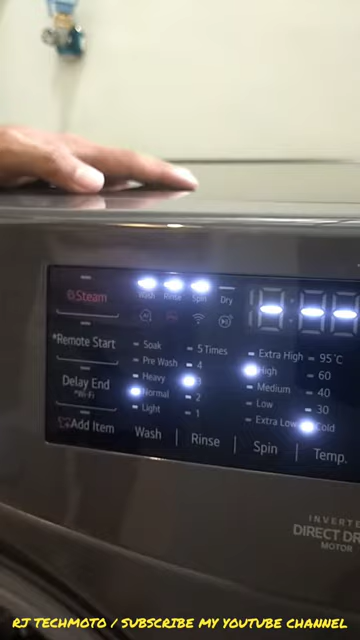 Steam
Wash Rinse Spin Dry
*Remote Start
Soak
5 Times
Extra High
95°C
Pre Wash
4
High
60
Delay End
*Wi-Fi
Heavy
3
Medium
40
Normal
2
Low
30
Light
1
Extra Low
Cold
Add Item
Wash | Rinse | Spin | Temp.
INVERTE
DIRECT DR
MOTOR
RJ TECHMOTO / SUBSCRIBE MY YOUTUBE CHANNEL